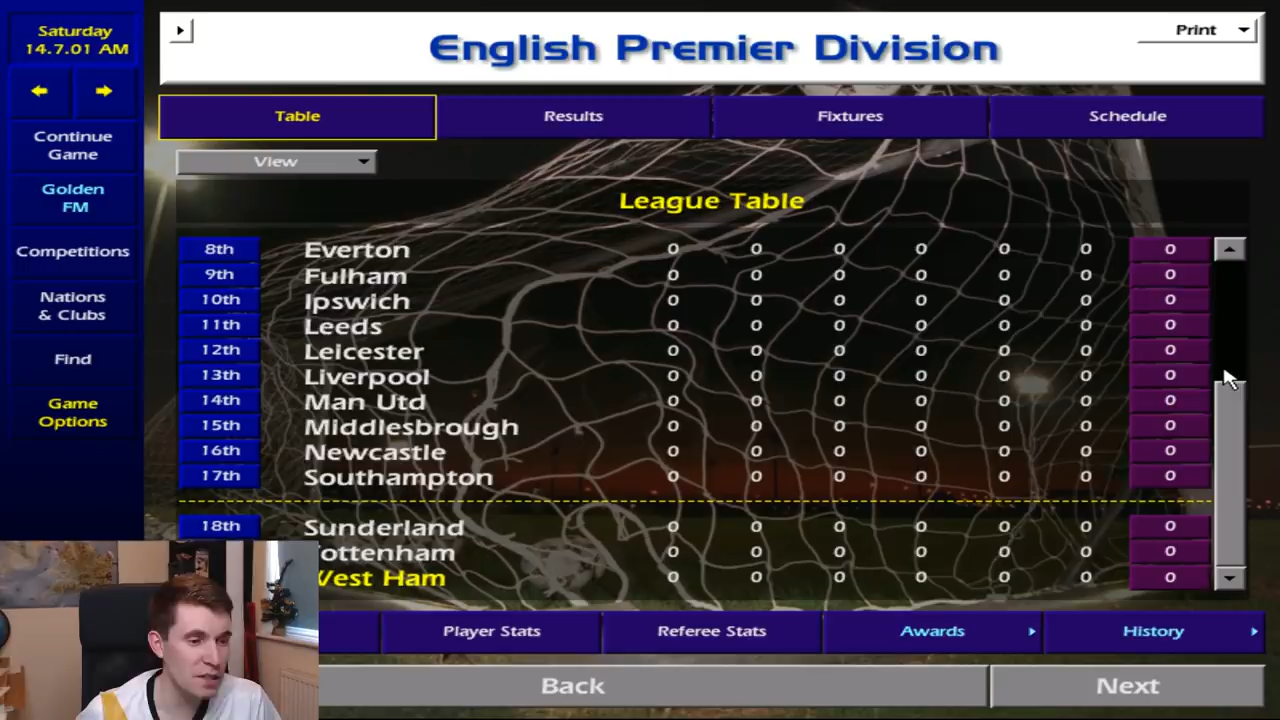 Saturday
14.7.01 AM
Continue
Game
Golden
FM
Competitions
Nations
& Clubs
Find
Game
Options
English Premier Division
Print
Table
Results
Fixtures
Schedule
View
League Table
8th Everton 0 0 0 0 0 0 0
9th Fulham 0 0 0 0 0 0 0
10th Ipswich 0 0 0 0 0 0 0
11th Leeds 0 0 0 0 0 0 0
12th Leicester 0 0 0 0 0 0 0
13th Liverpool 0 0 0 0 0 0 0
14th Man Utd 0 0 0 0 0 0 0
15th Middlesbrough 0 0 0 0 0 0 0
16th Newcastle 0 0 0 0 0 0 0
17th Southampton 0 0 0 0 0 0 0
18th Sunderland 0 0 0 0 0 0 0
Tottenham 0 0 0 0 0 0 0
West Ham 0 0 0 0 0 0 0
Player Stats
Referee Stats
Awards
History
Back
Next